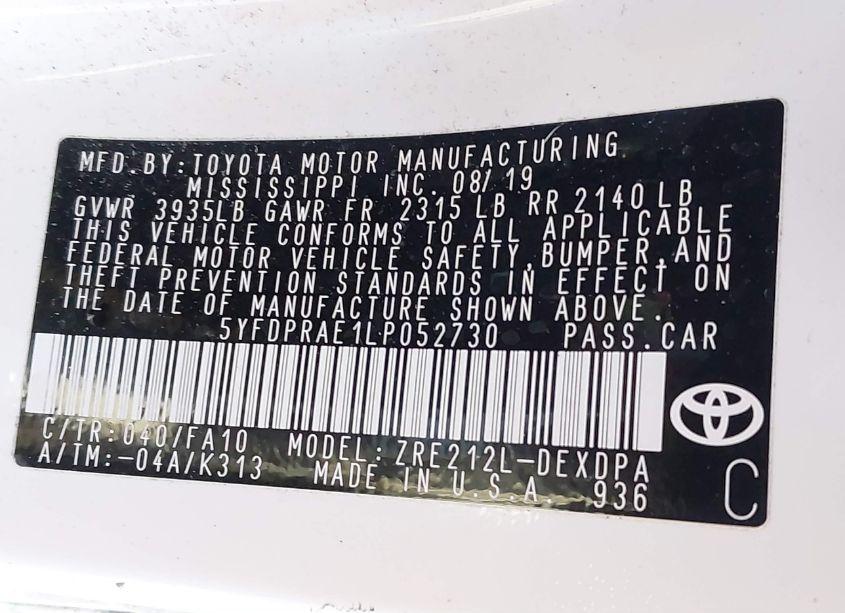 MFD.BY:TOYOTA MOTOR MANUFACTURING
MISSISSIPPI INC. 08/19
GVWR 3935LB GAWR FR 2315 LB RR 2140 LB
THIS VEHICLE CONFORMS TO ALL APPLICABLE
FEDERAL MOTOR VEHICLE SAFETY,BUMPER,AND
THEFT PREVENTION STANDARDS IN EFFECT ON
THE DATE OF MANUFACTURE SHOWN ABOVE.
5YFDPRAE1LP052730 PASS.CAR
C/TR:040/FA10 MODEL:ZRE212L-DEXDPA
A/TM:-04A/K313 MADE IN U.S.A. 936
C